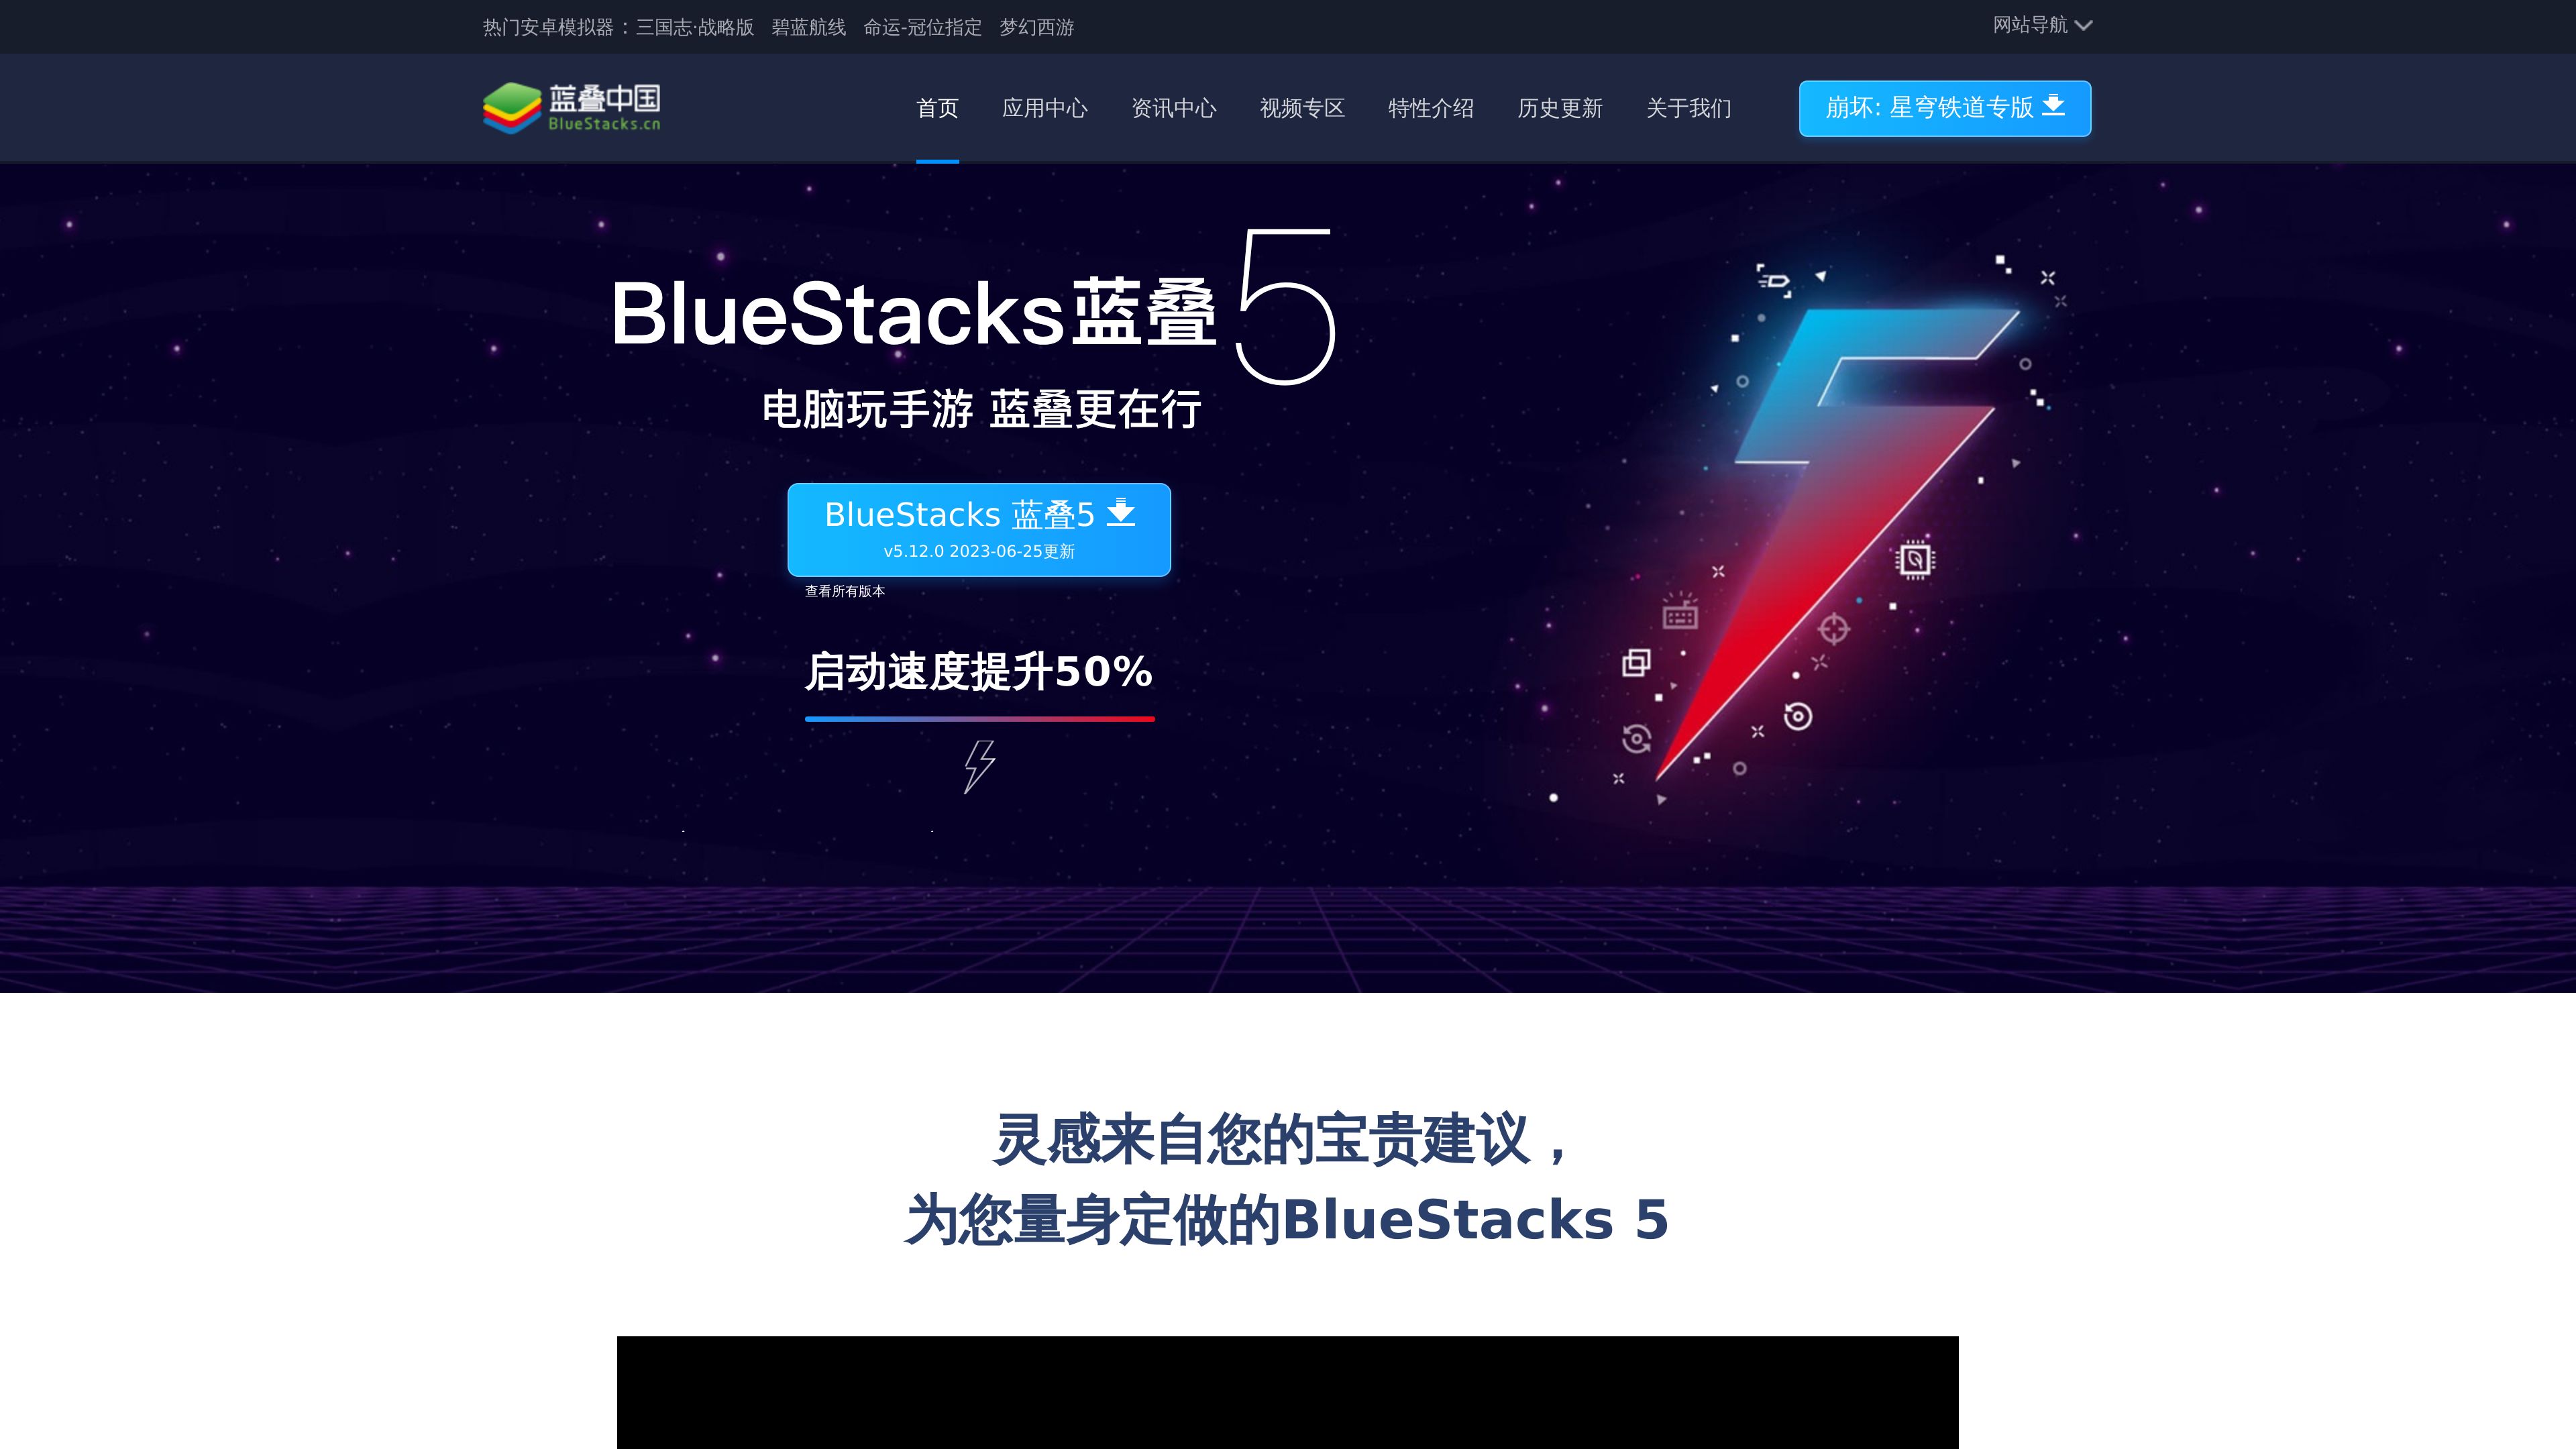 热门安卓模拟器：三国志·战略版 碧蓝航线 命运-冠位指定 梦幻西游
网站导航
蓝叠中国
BlueStacks.cn
首页 应用中心 资讯中心 视频专区 特性介绍 历史更新 关于我们
崩坏: 星穹铁道专版
BlueStacks蓝叠5
电脑玩手游 蓝叠更在行
BlueStacks 蓝叠5
v5.12.0 2023-06-25更新
查看所有版本
启动速度提升50%
灵感来自您的宝贵建议，
为您量身定做的BlueStacks 5